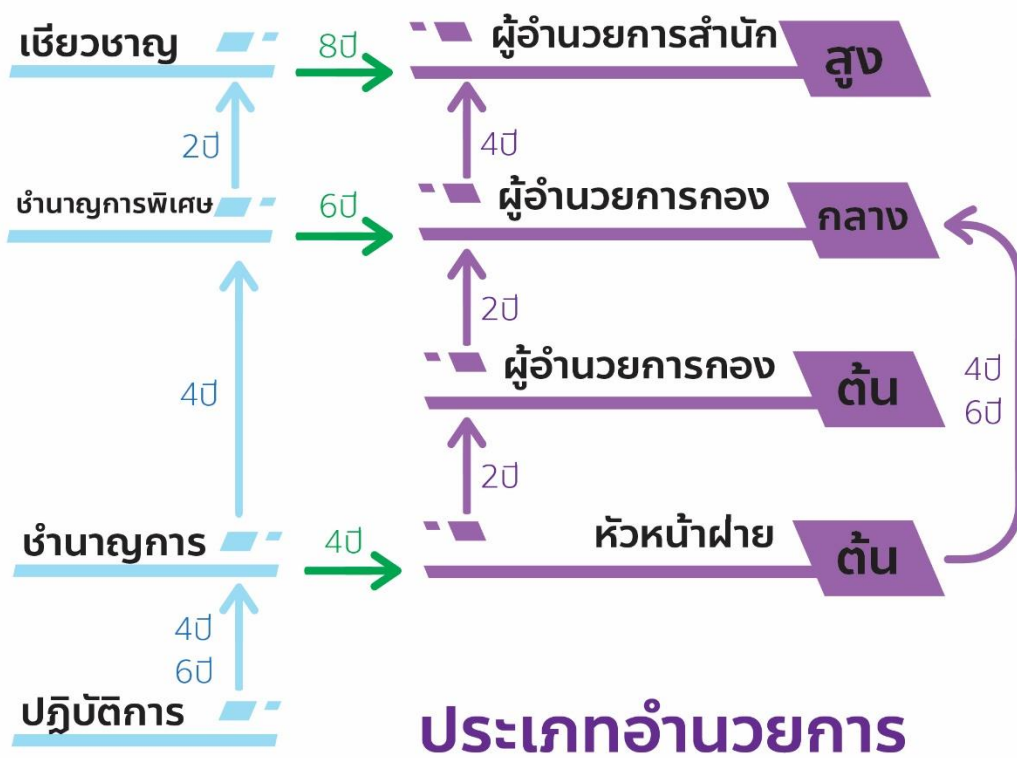 เชียวชาญ
8ปี
ผู้อำนวยการสำนัก
สูง
2ปี
4ปี
ชำนาญการพิเศษ
6ปี
ผู้อำนวยการกอง
กลาง
2ปี
4ปี
ผู้อำนวยการกอง
ต้น
4ปี
6ปี
2ปี
ชำนาญการ
4ปี
หัวหน้าฝ่าย
ต้น
4ปี
6ปี
ปฏิบัติการ
ประเภทอำนวยการ